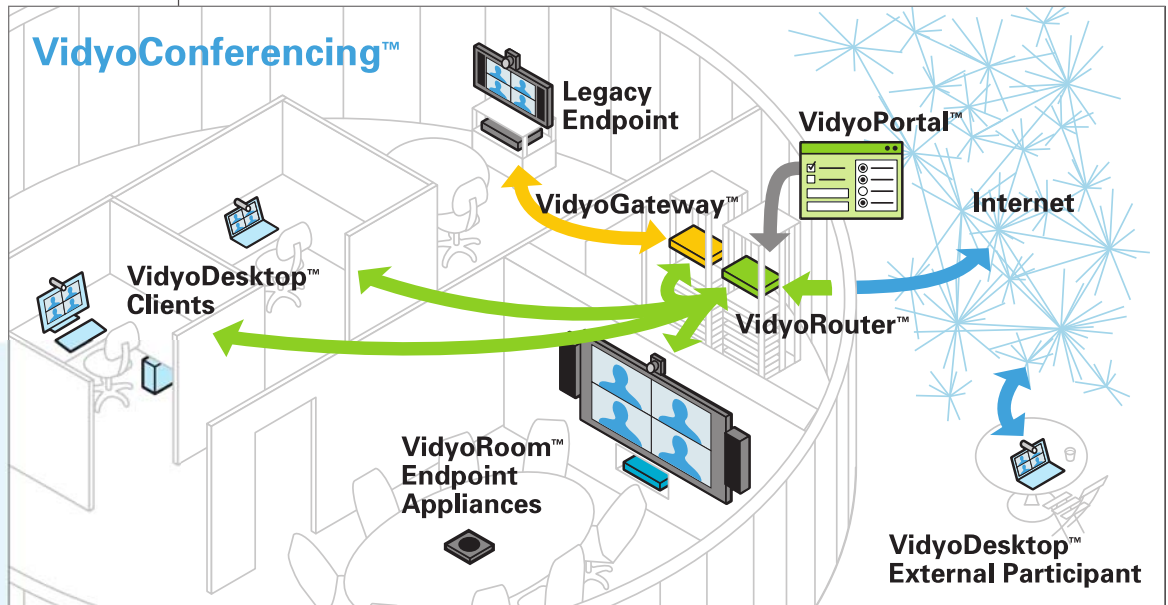 VidyoConferencing™
Legacy
Endpoint
VidyoPortal™
VidyoGateway™
Internet
VidyoDesktop™
Clients
VidyoRouter™
VidyoRoom™
Endpoint
Appliances
VidyoDesktop™
External Participant